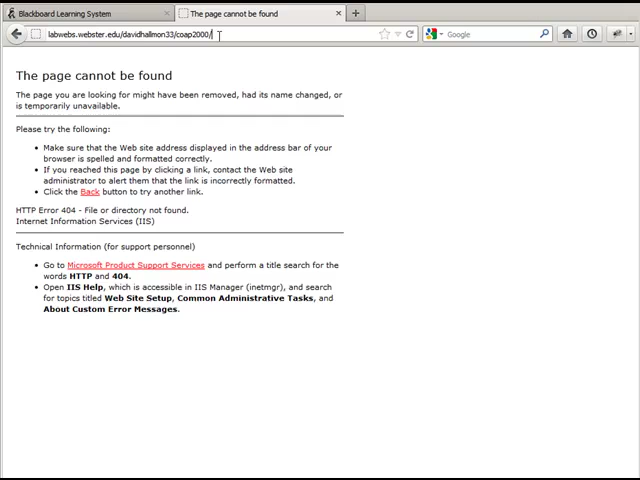 Blackboard Learning System
The page cannot be found
labwebs.webster.edu/davidhallmon33/coap2000/
Google
The page cannot be found
The page you are looking for might have been removed, had its name changed, or
is temporarily unavailable.
Please try the following:
• Make sure that the Web site address displayed in the address bar of your
browser is spelled and formatted correctly.
• If you reached this page by clicking a link, contact the Web site
administrator to alert them that the link is incorrectly formatted.
• Click the Back button to try another link.
HTTP Error 404 - File or directory not found.
Internet Information Services (IIS)
Technical Information (for support personnel)
• Go to Microsoft Product Support Services and perform a title search for the
words HTTP and 404.
• Open IIS Help, which is accessible in IIS Manager (inetmgr), and search
for topics titled Web Site Setup, Common Administrative Tasks, and
About Custom Error Messages.